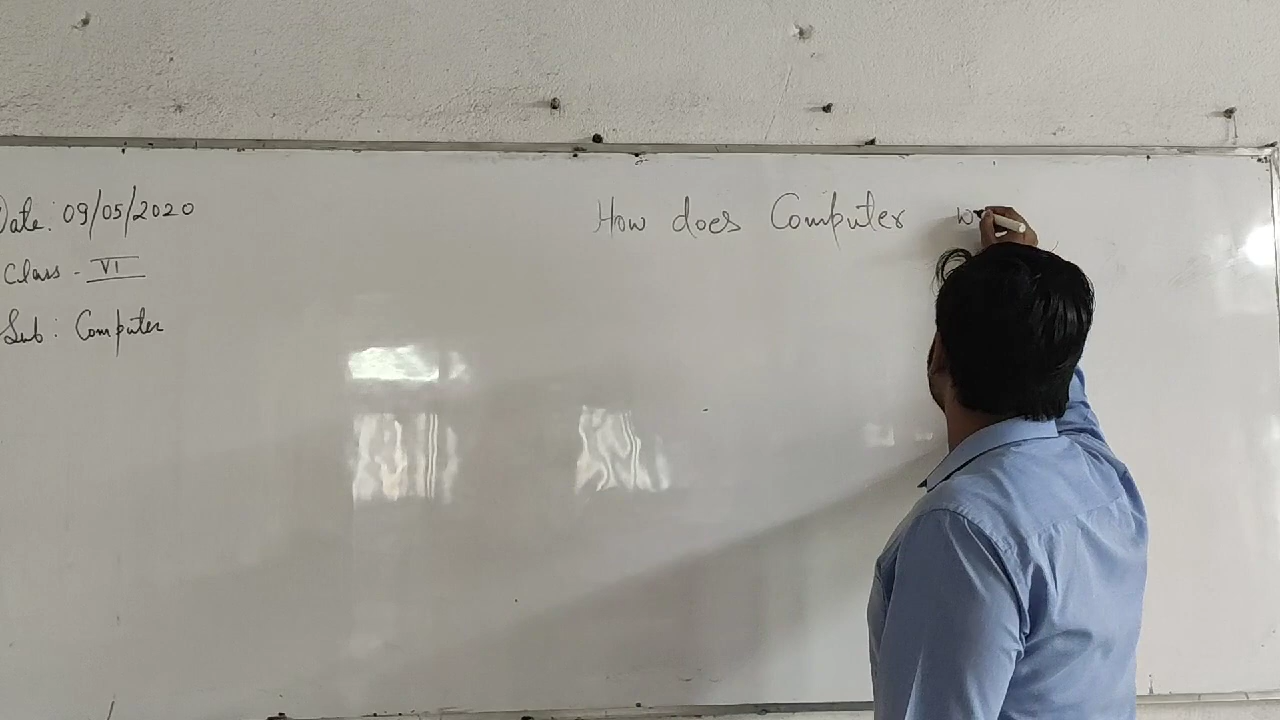 Date: 09/05/2020
Class - VI
Sub: Computer
How does Computer w